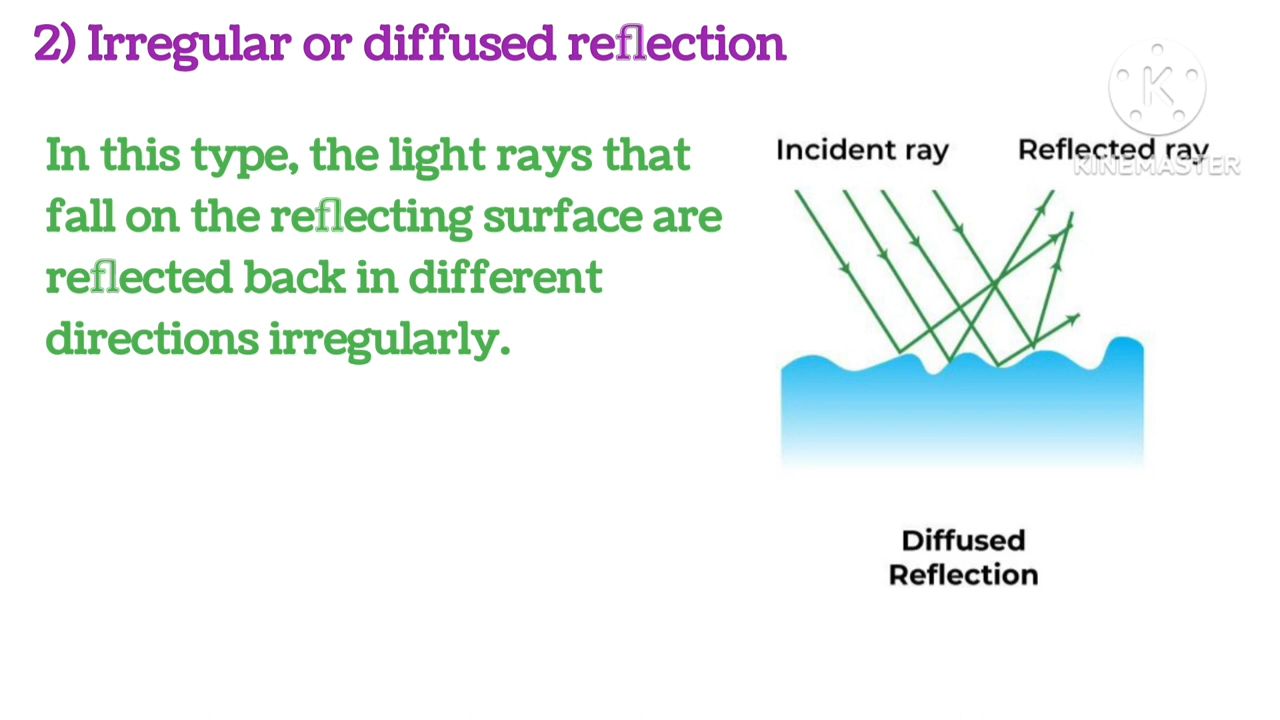 2) Irregular or diffused reflection
In this type, the light rays that
fall on the reflecting surface are
reflected back in different
directions irregularly.
Incident ray
Reflected ray
K
KINEMASTER
Diffused
Reflection